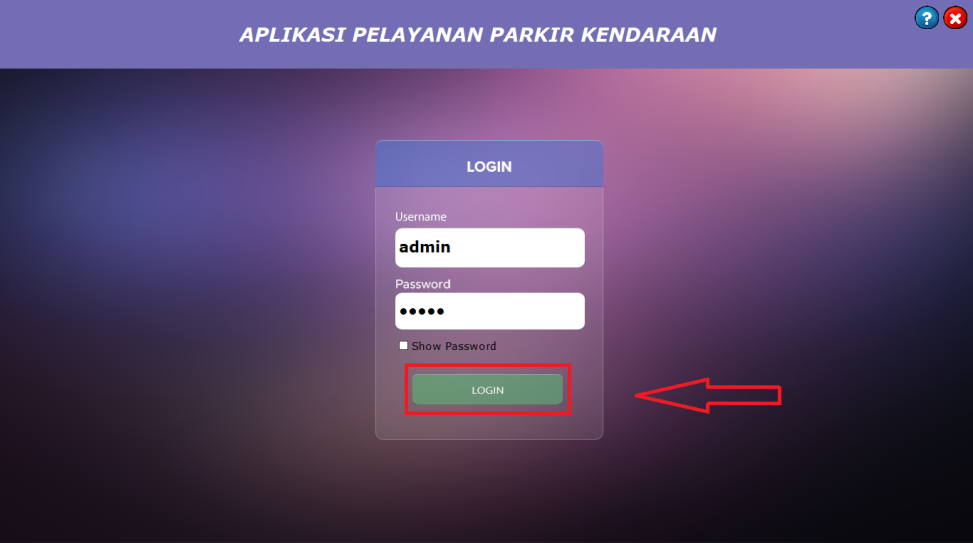 APLIKASI PELAYANAN PARKIR KENDARAAN
?
LOGIN
Username
admin
Password
•••••
Show Password
LOGIN